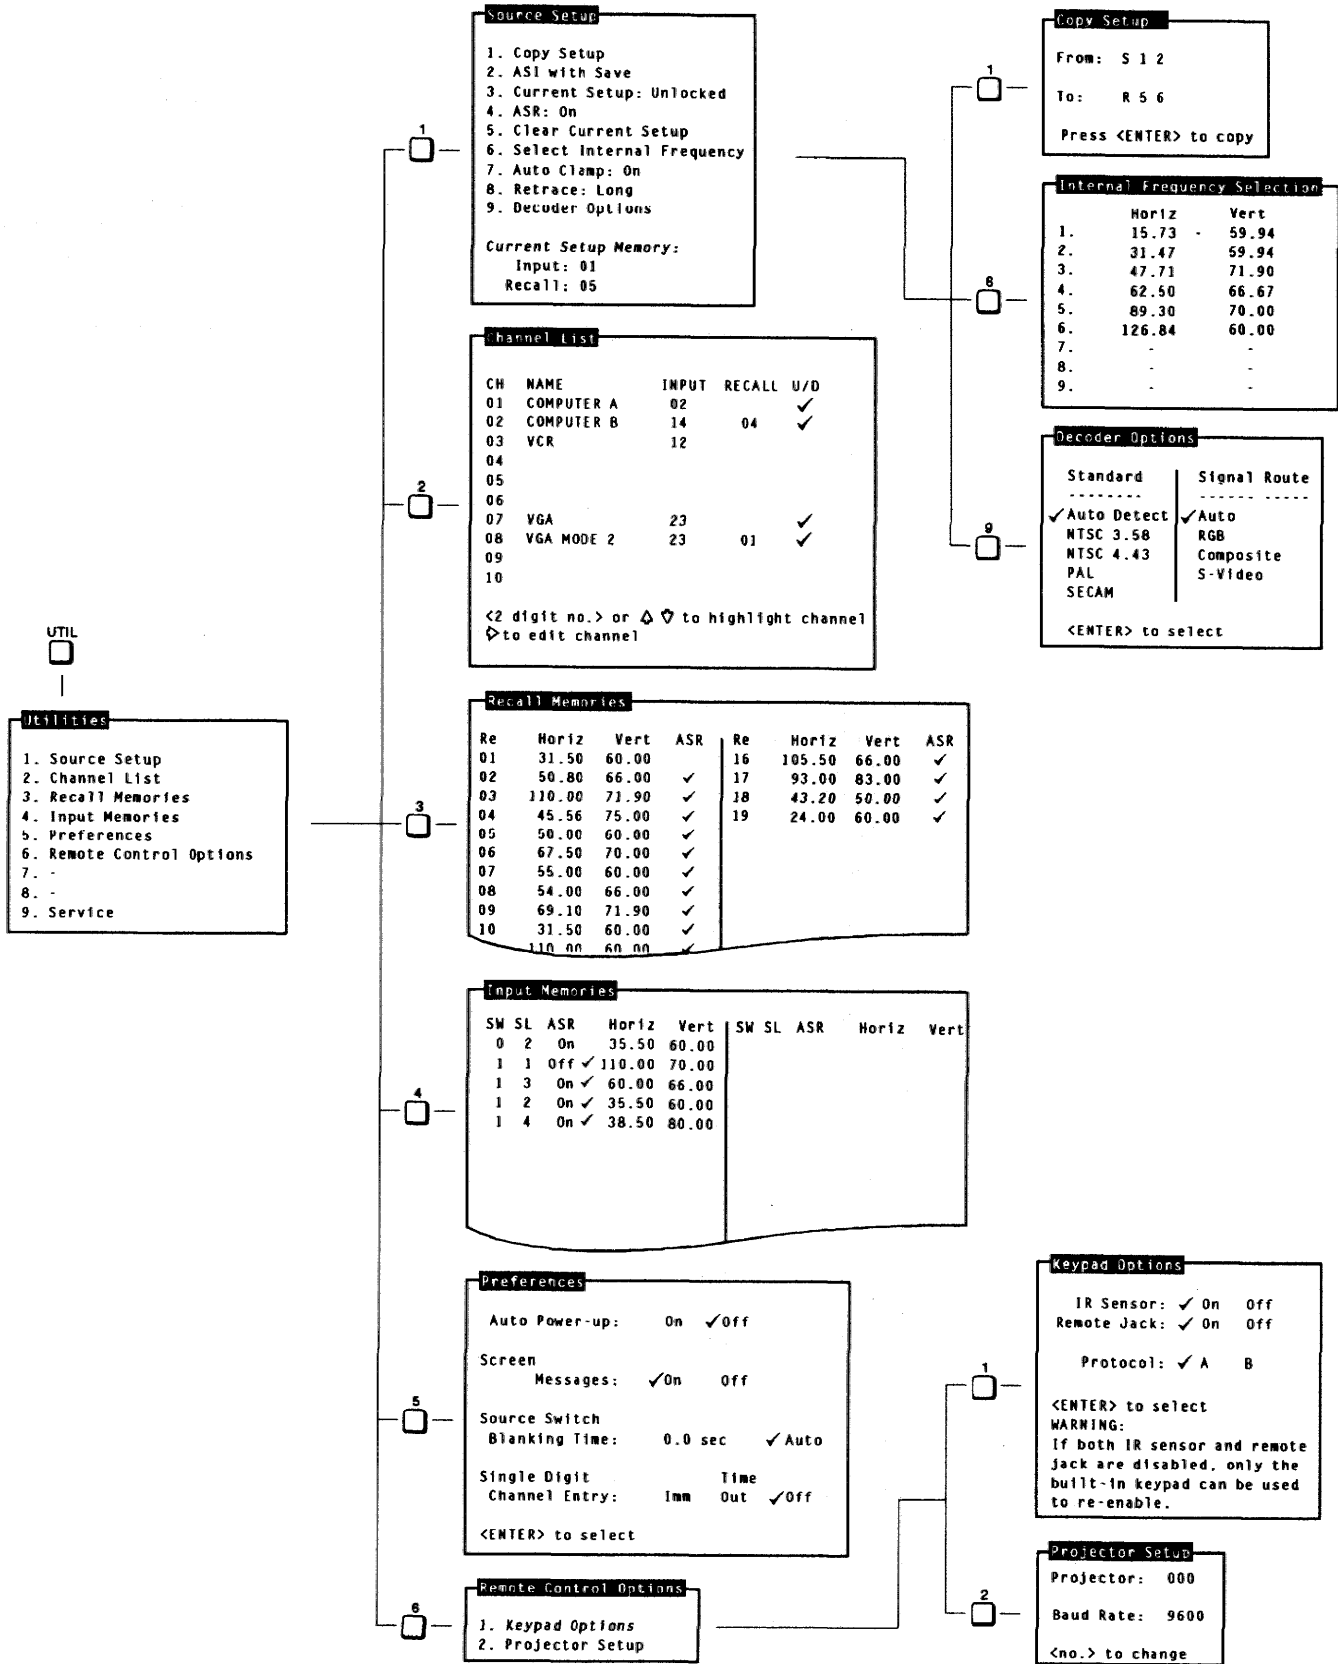 UTIL
Utilities
1. Source Setup
2. Channel List
3. Recall Memories
4. Input Memories
5. Preferences
6. Remote Control Options
7. -
8. -
9. Service
1
Source Setup
1. Copy Setup
2. ASI with Save
3. Current Setup: Unlocked
4. ASR: On
5. Clear Current Setup
6. Select Internal Frequency
7. Auto Clamp: On
8. Retrace: Long
9. Decoder Options
Current Setup Memory:
Input: 01
Recall: 05
1
Copy Setup
From: S 1 2
To: R 5 6
Press <ENTER> to copy
6
Internal Frequency Selection
Horiz Vert
1. 15.73 - 59.94
2. 31.47 59.94
3. 47.71 71.90
4. 62.50 66.67
5. 89.30 70.00
6. 126.84 60.00
7. - -
8. - -
9. - -
9
Decoder Options
Standard Signal Route
-------- ------ -----
✓Auto Detect ✓Auto
NTSC 3.58 RGB
NTSC 4.43 Composite
PAL S-Video
SECAM
<ENTER> to select
2
Channel List
CH NAME INPUT RECALL U/D
01 COMPUTER A 02 ✓
02 COMPUTER B 14 04 ✓
03 VCR 12
04
05
06
07 VGA 23 ✓
08 VGA MODE 2 23 01 ✓
09
10
<2 digit no.> or △ ▽ to highlight channel
▷to edit channel
3
Recall Memories
Re Horiz Vert ASR Re Horiz Vert ASR
01 31.50 60.00 16 105.50 66.00 ✓
02 50.80 66.00 ✓ 17 93.00 83.00 ✓
03 110.00 71.90 ✓ 18 43.20 50.00 ✓
04 45.56 75.00 ✓ 19 24.00 60.00 ✓
05 50.00 60.00 ✓
06 67.50 70.00 ✓
07 55.00 60.00 ✓
08 54.00 66.00 ✓
09 69.10 71.90 ✓
10 31.50 60.00 ✓
110.00 60.00 ✓
4
Input Memories
SW SL ASR Horiz Vert SW SL ASR Horiz Vert
0 2 On 35.50 60.00
1 1 Off ✓ 110.00 70.00
1 3 On ✓ 60.00 66.00
1 2 On ✓ 35.50 60.00
1 4 On ✓ 38.50 80.00
5
Preferences
Auto Power-up: On ✓Off
Screen
Messages: ✓On Off
Source Switch
Blanking Time: 0.0 sec ✓Auto
Single Digit Time
Channel Entry: Imm Out ✓Off
<ENTER> to select
6
Remote Control Options
1. Keypad Options
2. Projector Setup
1
Keypad Options
IR Sensor: ✓ On Off
Remote Jack: ✓ On Off
Protocol: ✓ A B
<ENTER> to select
WARNING:
If both IR sensor and remote
jack are disabled, only the
built-in keypad can be used
to re-enable.
2
Projector Setup
Projector: 000
Baud Rate: 9600
<no.> to change